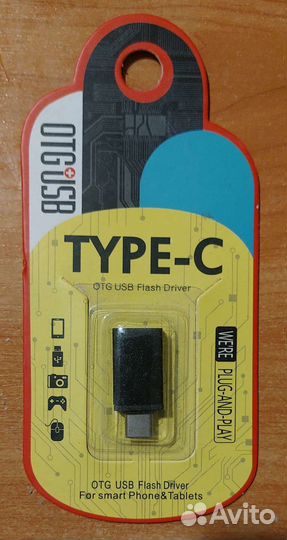 OTG+USB
TYPE-C
OTG USB Flash Driver
WERE PLUG-AND-PLAY
OTG USB Flash Driver
For smart Phone&Tablets
Avito